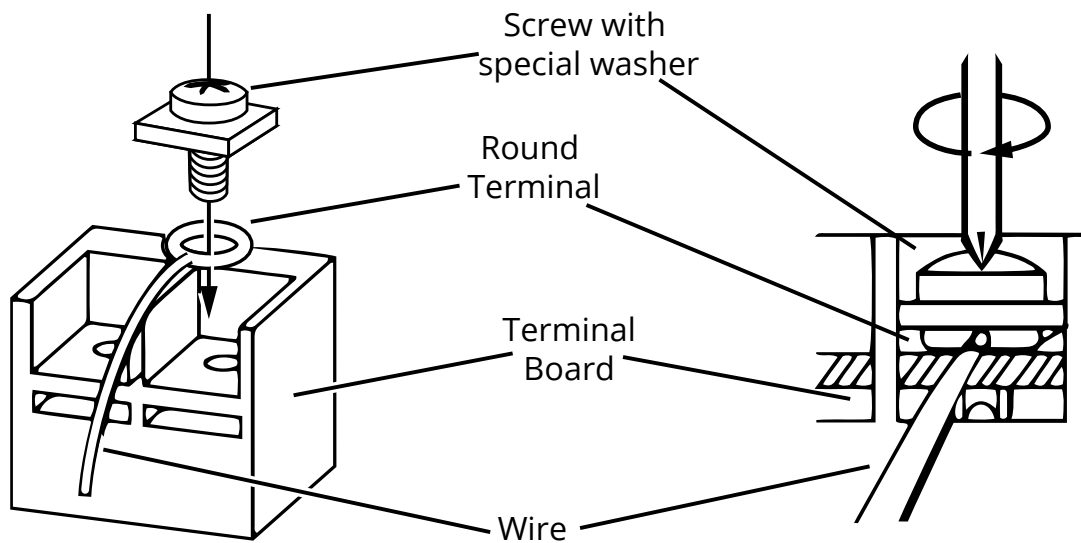 Screw with
special washer
Round
Terminal
Terminal
Board
Wire